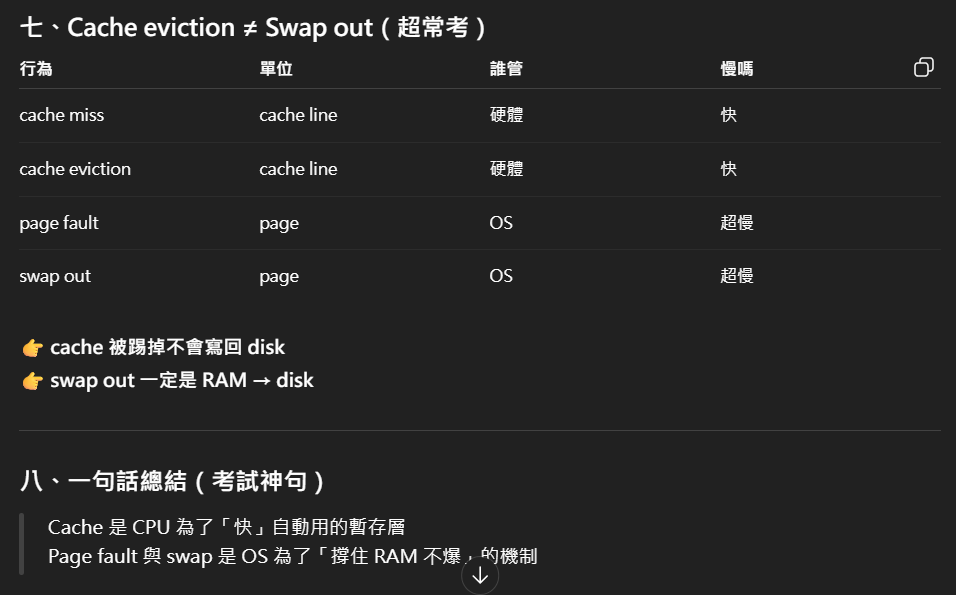 七、Cache eviction ≠ Swap out（超常考）
行為 單位 誰管 慢嗎
cache miss cache line 硬體 快
cache eviction cache line 硬體 快
page fault page OS 超慢
swap out page OS 超慢
👉 cache 被踢掉不會寫回 disk
👉 swap out 一定是 RAM → disk
八、一句話總結（考試神句）
Cache 是 CPU 為了「快」自動用的暫存層
Page fault 與 swap 是 OS 為了「撐住 RAM 不爆」的機制